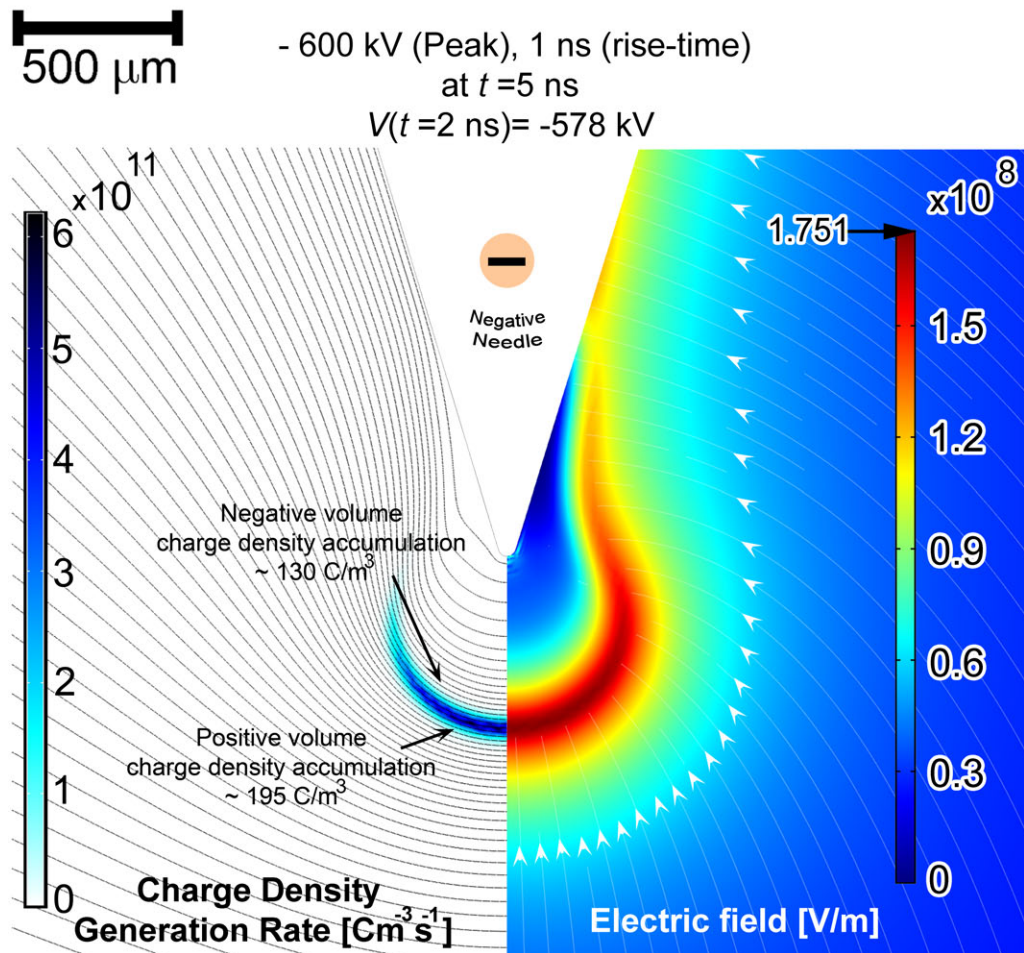 500 μm
- 600 kV (Peak), 1 ns (rise-time)
at t =5 ns
V(t =2 ns)= -578 kV
x10^11
6
5
4
3
2
1
0
Negative
Needle
Negative volume
charge density accumulation
~ 130 C/m^3
Positive volume
charge density accumulation
~ 195 C/m^3
Charge Density
Generation Rate [Cm^-3 s^-1]
x10^8
1.751
1.5
1.2
0.9
0.6
0.3
0
Electric field [V/m]